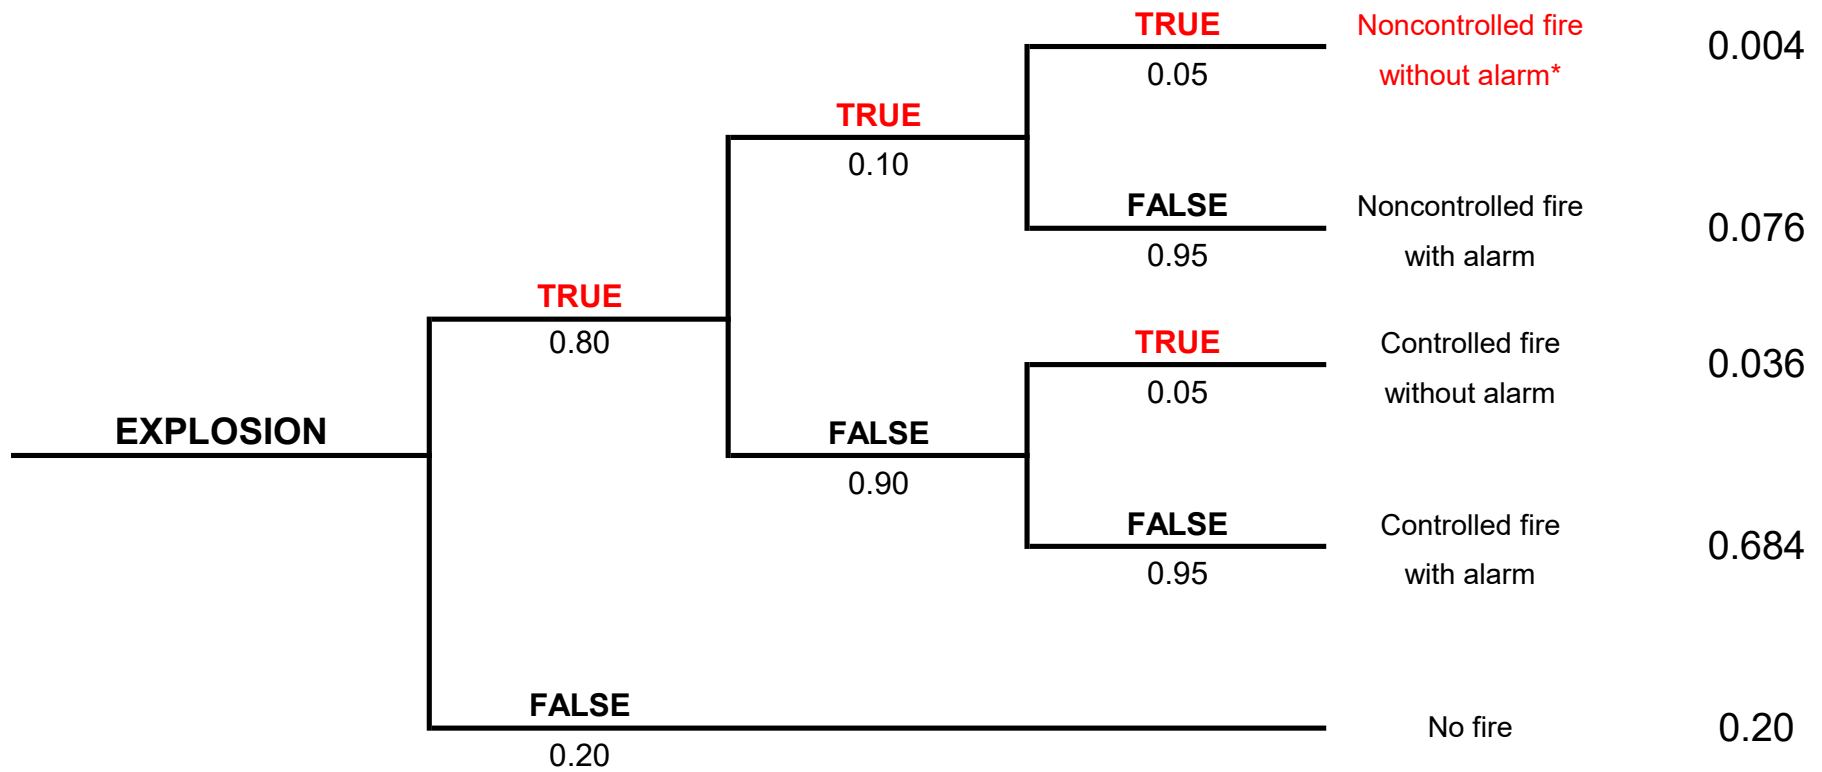 TRUE
0.05
Noncontrolled fire
without alarm*
0.004
TRUE
0.10
FALSE
0.95
Noncontrolled fire
with alarm
0.076
TRUE
0.80
TRUE
0.05
Controlled fire
without alarm
0.036
EXPLOSION
FALSE
0.90
FALSE
0.95
Controlled fire
with alarm
0.684
FALSE
0.20
No fire
0.20